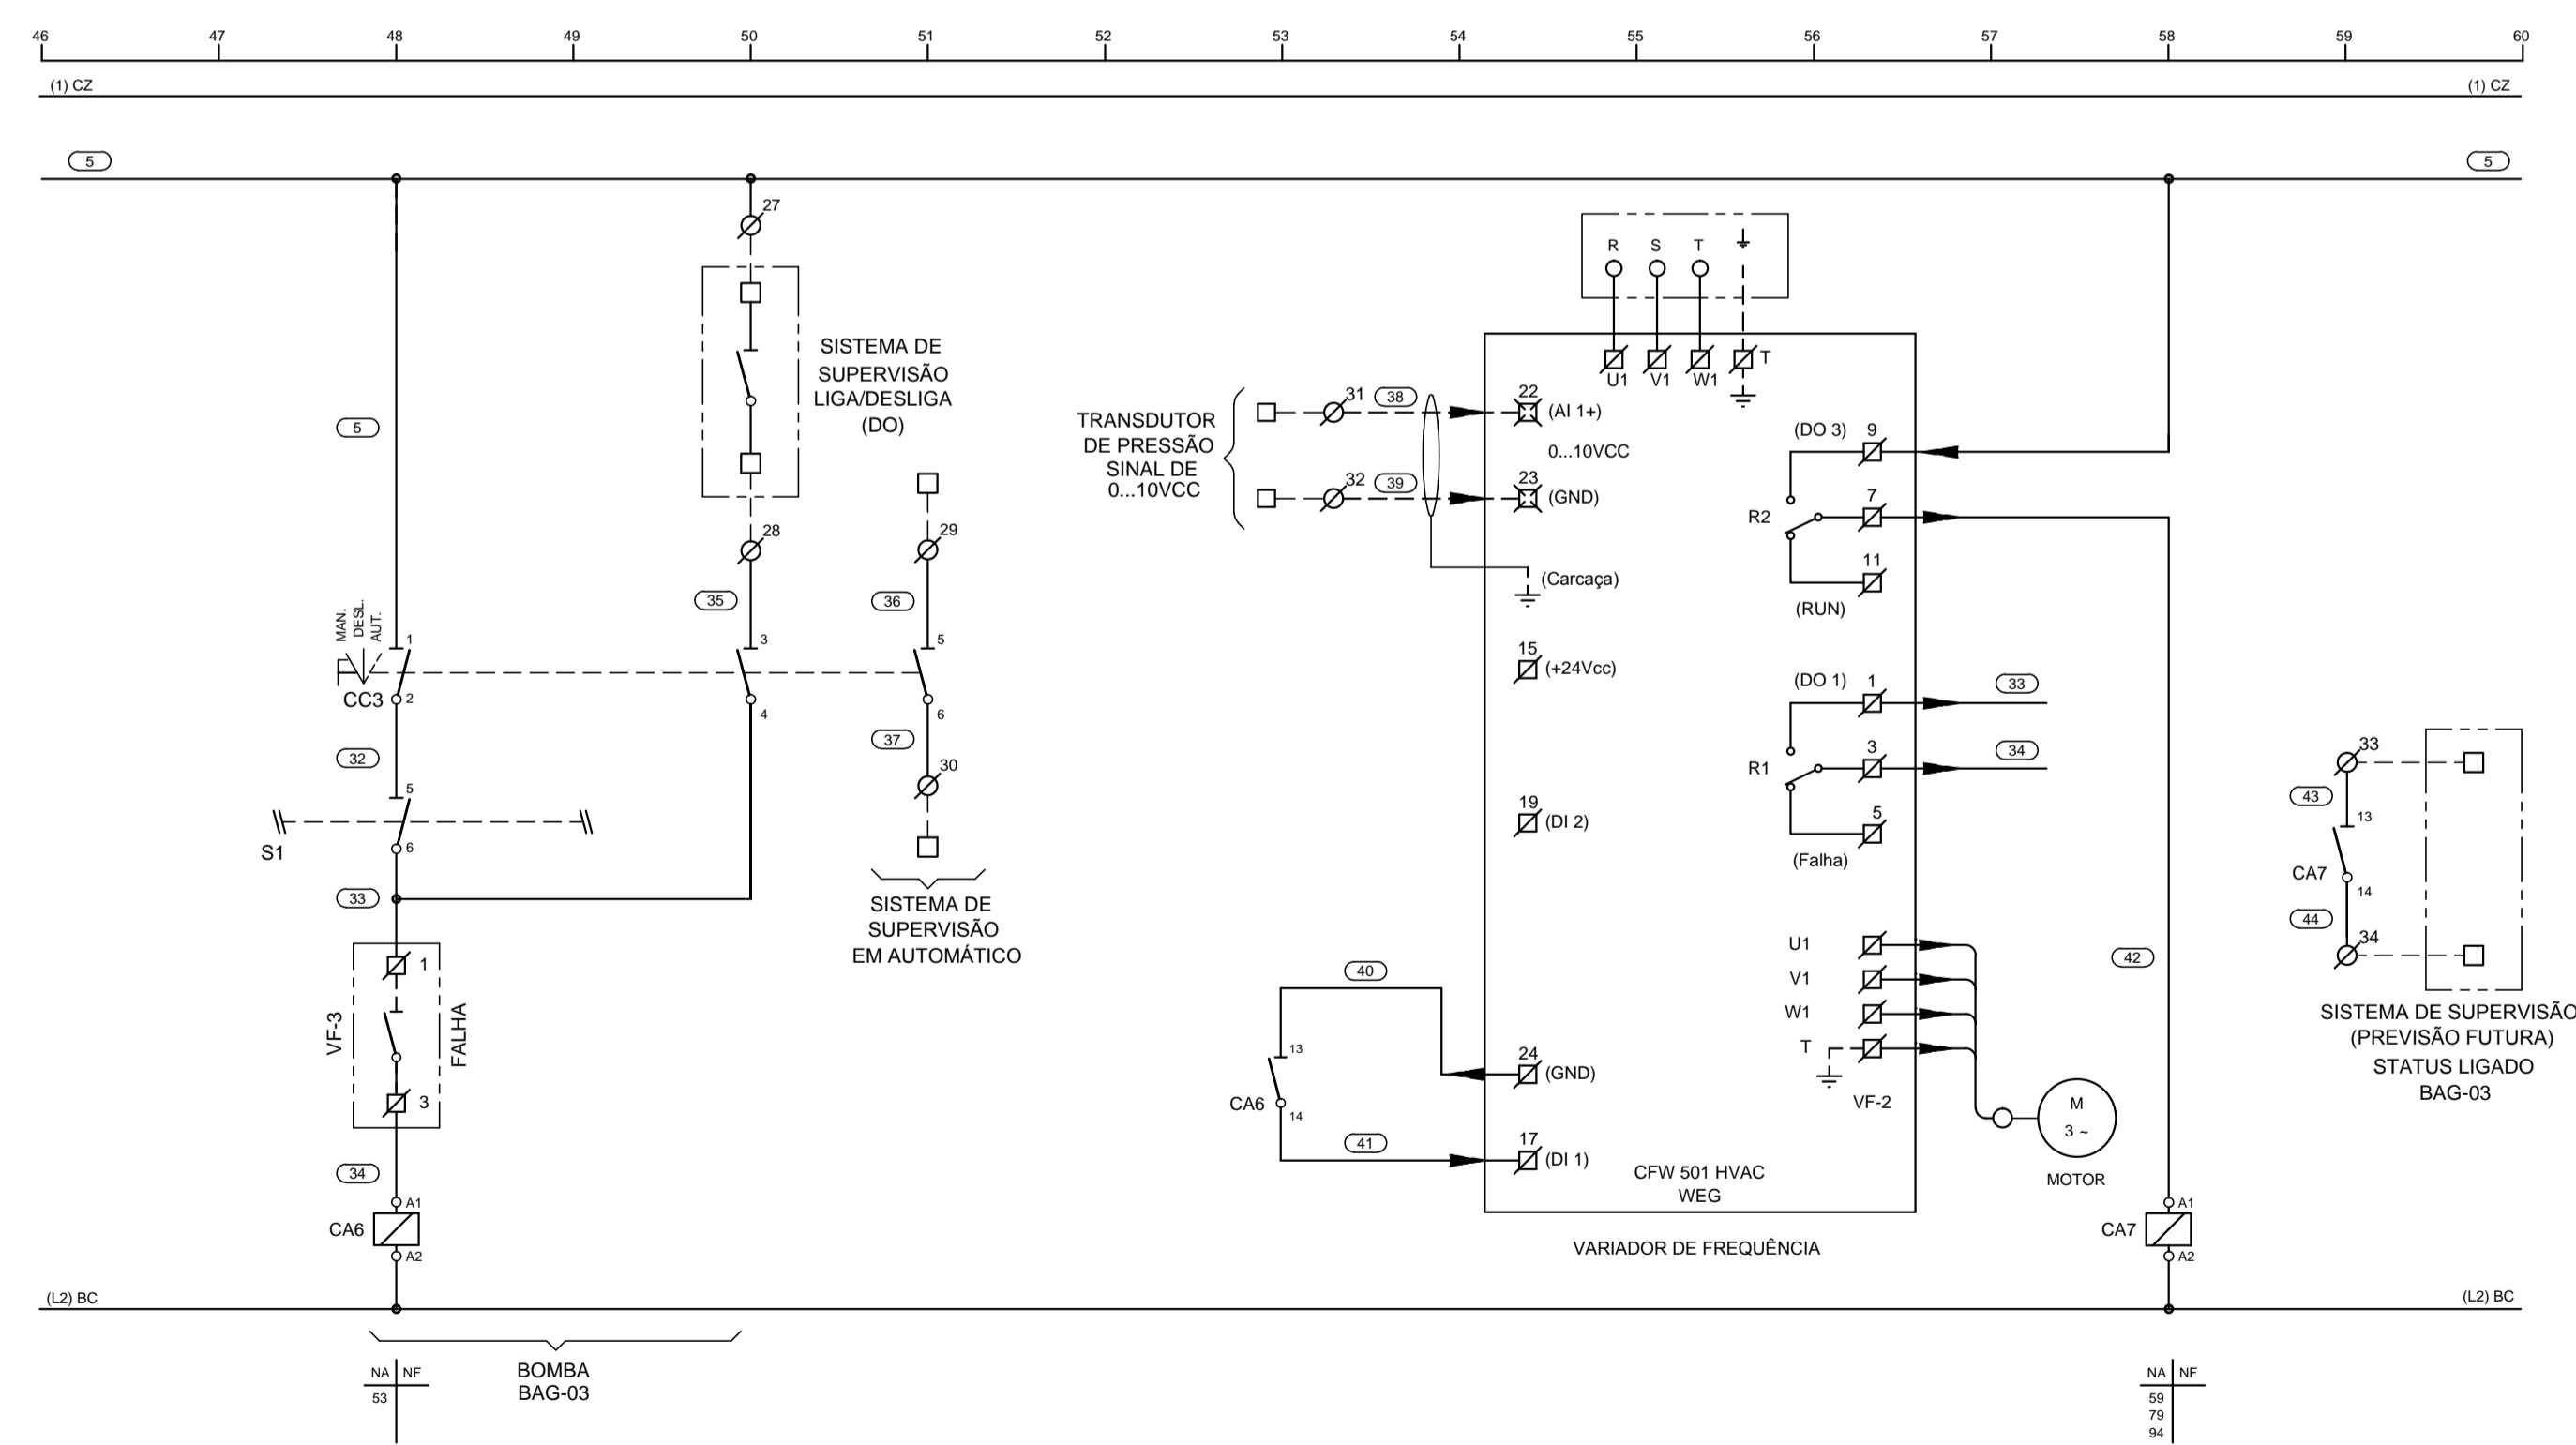 46 47 48 49 50 51 52 53 54 55 56 57 58 59 60
(1) CZ (1) CZ
5 5
27
SISTEMA DE
SUPERVISÃO
LIGA/DESLIGA
(DO)
28
5
35
MAN.
DESL.
AUT.
CC3
1
2
3
4
29
36
5
6
37
30
SISTEMA DE
SUPERVISÃO
EM AUTOMÁTICO
32
S1
5
6
33
VF-3
1
3
FALHA
34
A1
CA6
A2
(L2) BC (L2) BC
BOMBA
BAG-03
NA NF
53
TRANSDUTOR
DE PRESSÃO
SINAL DE
0...10VCC
31 38
32 39
R S T
U1 V1 W1 T
22
(AI 1+)
0...10VCC
23
(GND)
(Carcaça)
15
(+24Vcc)
19
(DI 2)
24
(GND)
17
(DI 1)
40
13
CA6
14
41
(DO 3) 9
7
R2
11
(RUN)
(DO 1) 1
33
3
34
R1
5
(Falha)
U1
V1
W1
T
VF-2
CFW 501 HVAC
WEG
VARIADOR DE FREQUÊNCIA
M
3 ~
MOTOR
42
A1
CA7
A2
NA NF
59
79
94
33
43
13
CA7
14
44
34
SISTEMA DE SUPERVISÃO
(PREVISÃO FUTURA)
STATUS LIGADO
BAG-03